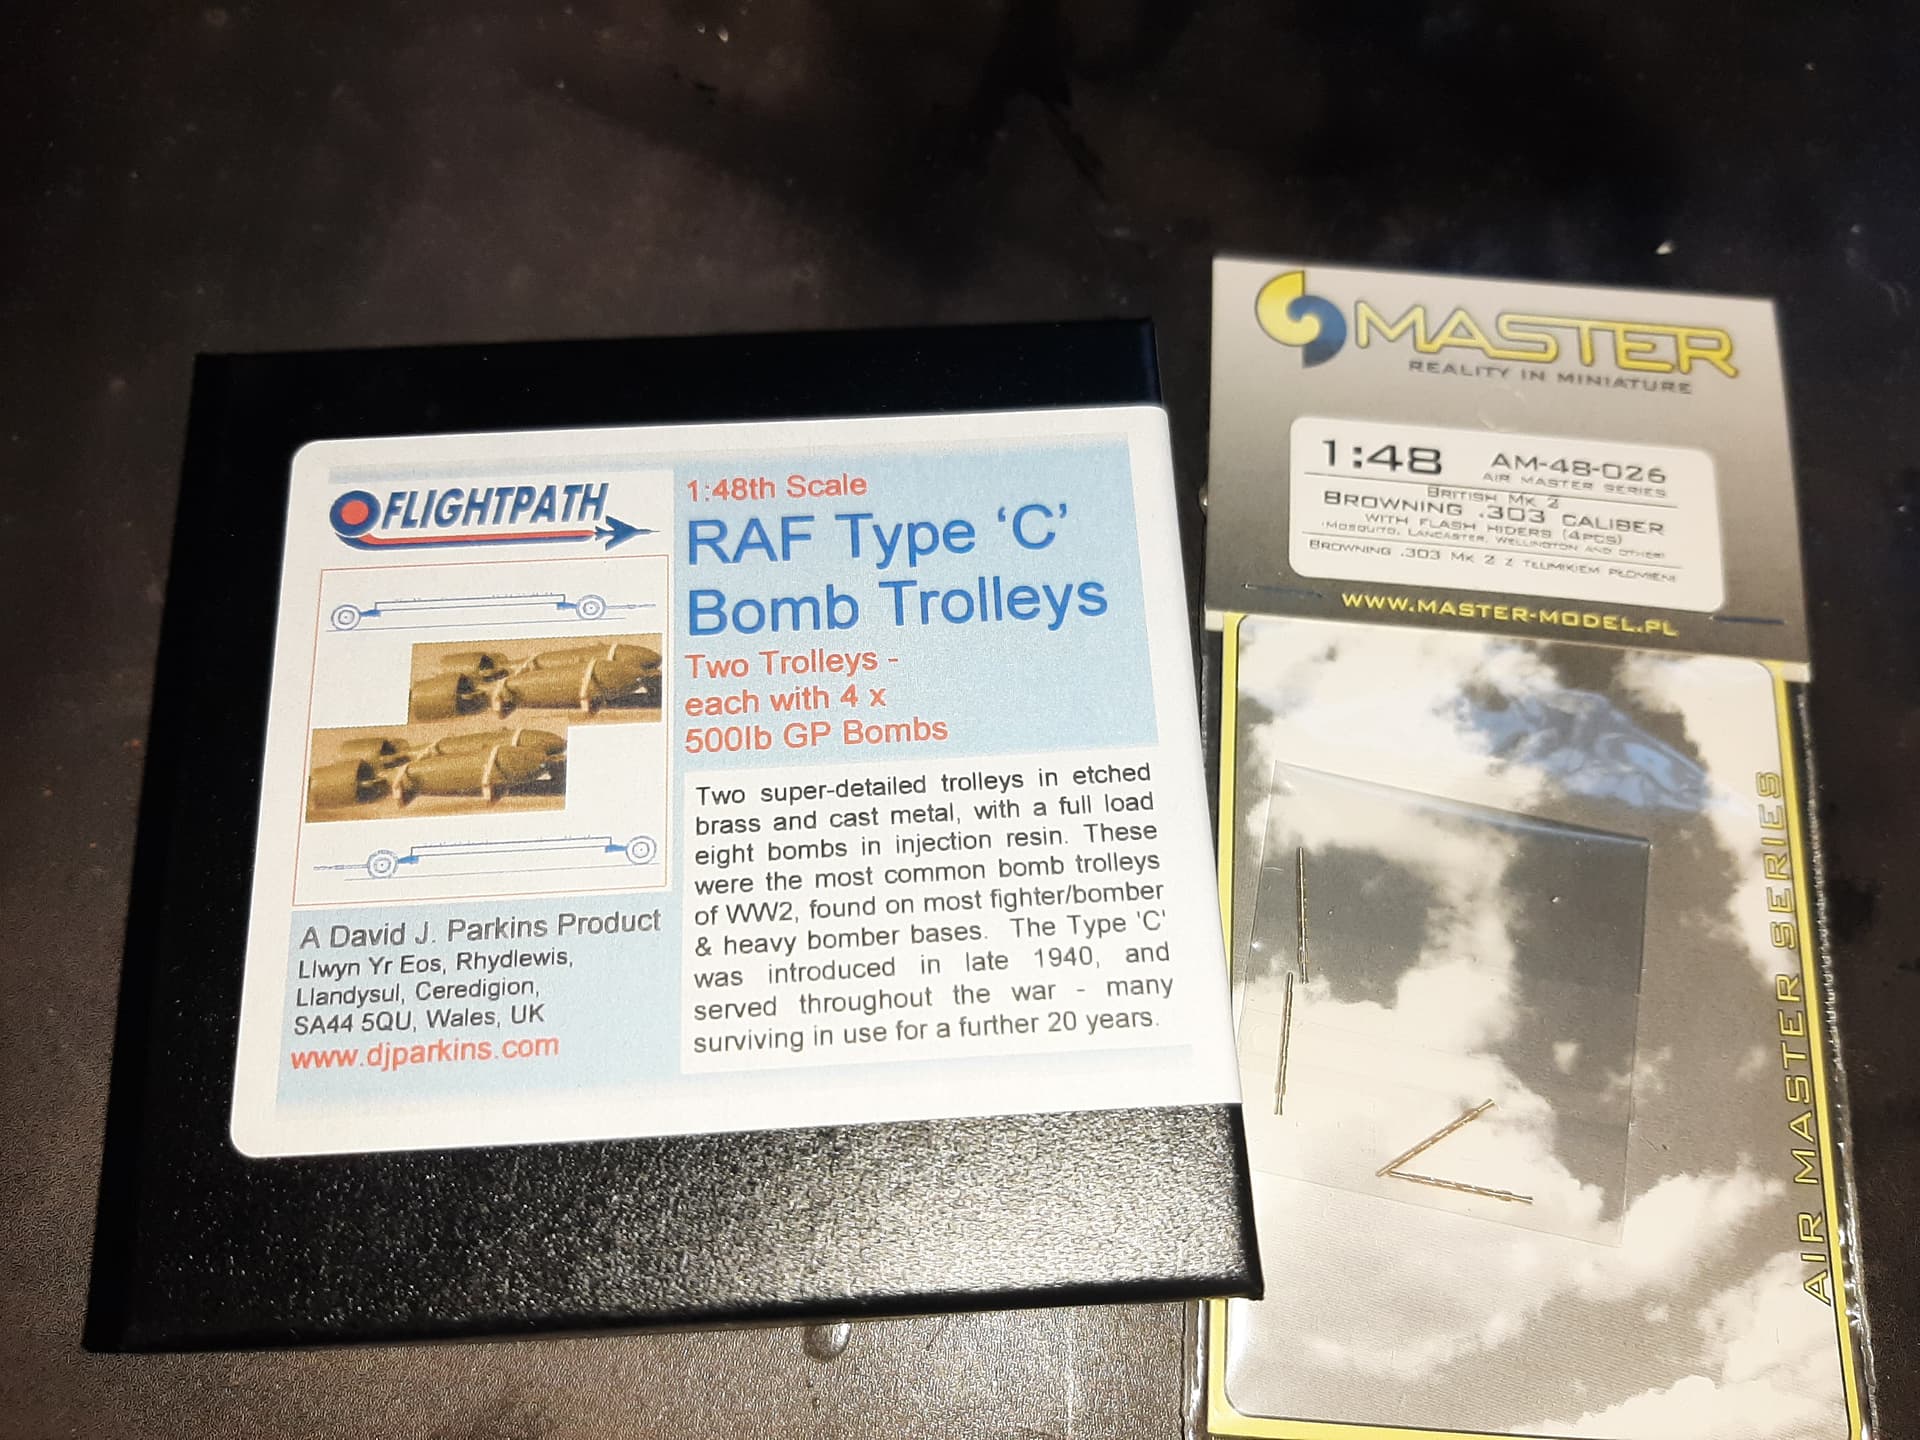 FLIGHTPATH
1:48th Scale
RAF Type ‘C’
Bomb Trolleys
Two Trolleys -
each with 4 x
500lb GP Bombs
Two super-detailed trolleys in etched
brass and cast metal, with a full load
eight bombs in injection resin. These
were the most common bomb trolleys
of WW2, found on most fighter/bomber
& heavy bomber bases. The Type 'C'
was introduced in late 1940, and
served throughout the war - many
surviving in use for a further 20 years.
A David J. Parkins Product
Llwyn Yr Eos, Rhydlewis,
Llandysul, Ceredigion,
SA44 5QU, Wales, UK
www.djparkins.com
MASTER
REALITY IN MINIATURE
1:48 AM-48-026
AIR MASTER SERIES
BRITISH MK 2
BROWNING .303 CALIBER
WITH FLASH HIDERS (4PCS)
(MOSQUITO, LANCASTER, WELLINGTON AND OTHER)
BROWNING .303 MK 2 Z TŁUMIKIEM PŁOMIENI
WWW.MASTER-MODEL.PL
AIR MASTER SERIES